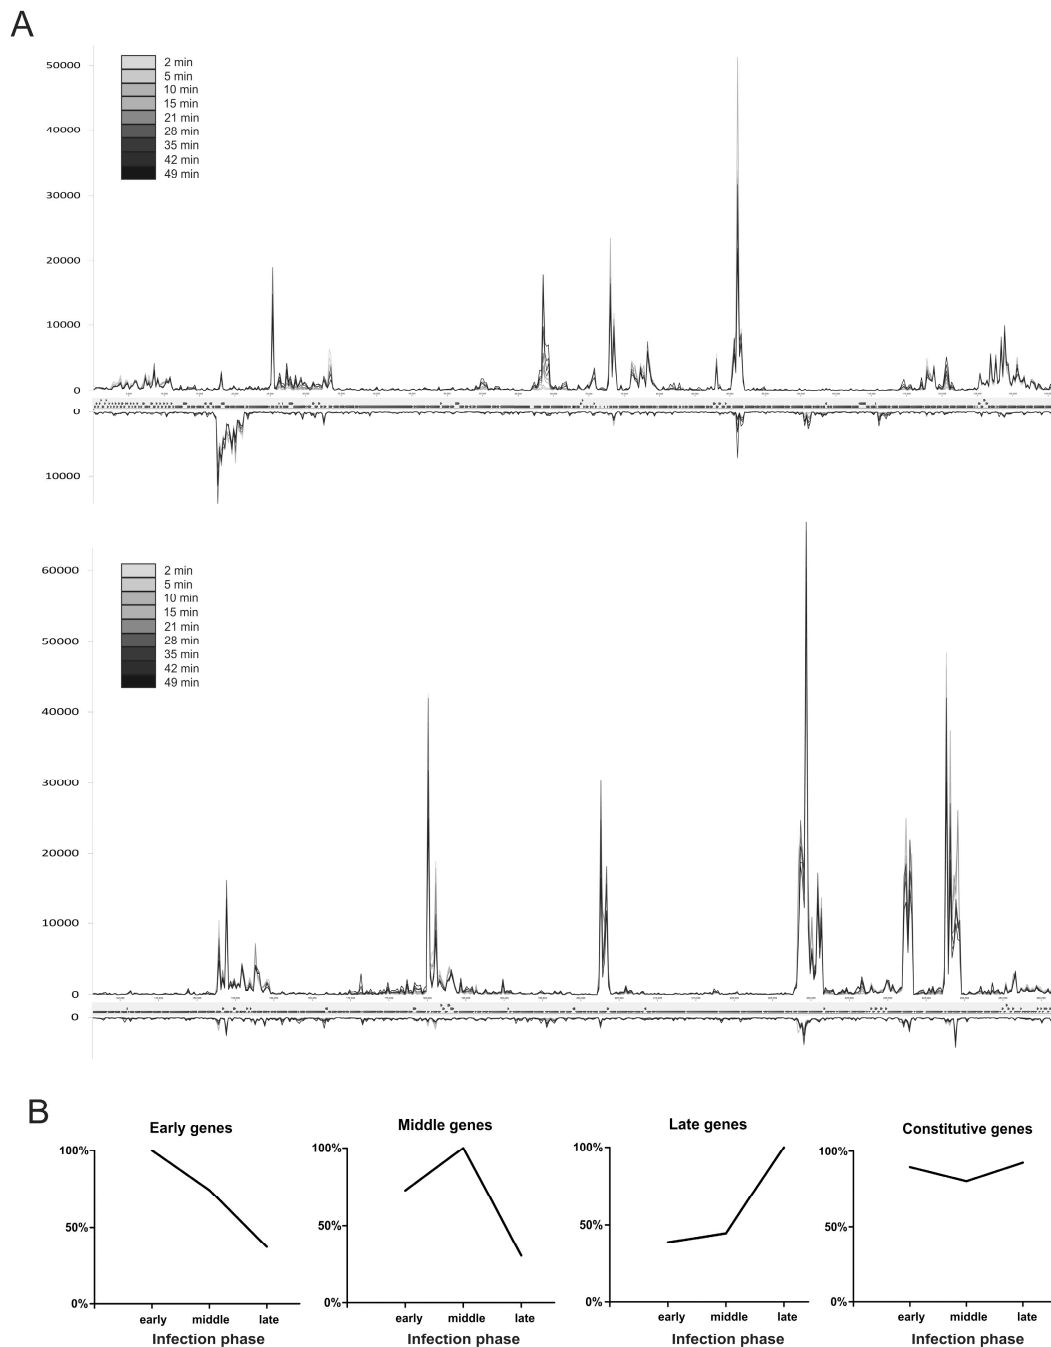 A
50000
40000
30000
20000
10000
0
0
10000
2 min
5 min
10 min
15 min
21 min
28 min
35 min
42 min
49 min
60000
50000
40000
30000
20000
10000
0
0
2 min
5 min
10 min
15 min
21 min
28 min
35 min
42 min
49 min
B
Early genes
100%
50%
0%
early middle late
Infection phase
Middle genes
100%
50%
0%
early middle late
Infection phase
Late genes
100%
50%
0%
early middle late
Infection phase
Constitutive genes
100%
50%
0%
early middle late
Infection phase